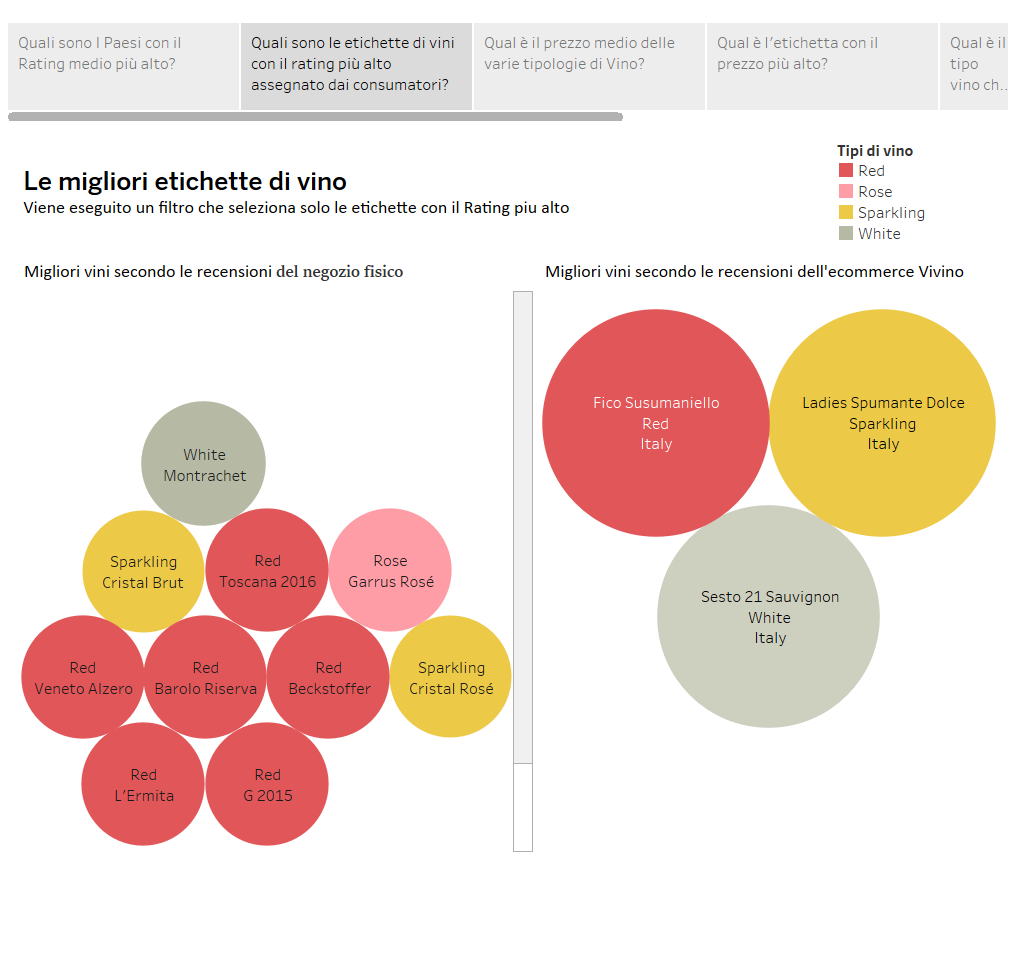 Quali sono I Paesi con il
Rating medio più alto?
Quali sono le etichette di vini
con il rating più alto
assegnato dai consumatori?
Qual è il prezzo medio delle
varie tipologie di Vino?
Qual è l'etichetta con il
prezzo più alto?
Qual è il
tipo
vino ch..
Tipi di vino
Red
Rose
Sparkling
White
Le migliori etichette di vino
Viene eseguito un filtro che seleziona solo le etichette con il Rating piu alto
Migliori vini secondo le recensioni del negozio fisico
White
Montrachet
Sparkling
Cristal Brut
Red
Toscana 2016
Rose
Garrus Rosé
Red
Veneto Alzero
Red
Barolo Riserva
Red
Beckstoffer
Sparkling
Cristal Rosé
Red
L'Ermita
Red
G 2015
Migliori vini secondo le recensioni dell'ecommerce Vivino
Fico Susumaniello
Red
Italy
Ladies Spumante Dolce
Sparkling
Italy
Sesto 21 Sauvignon
White
Italy